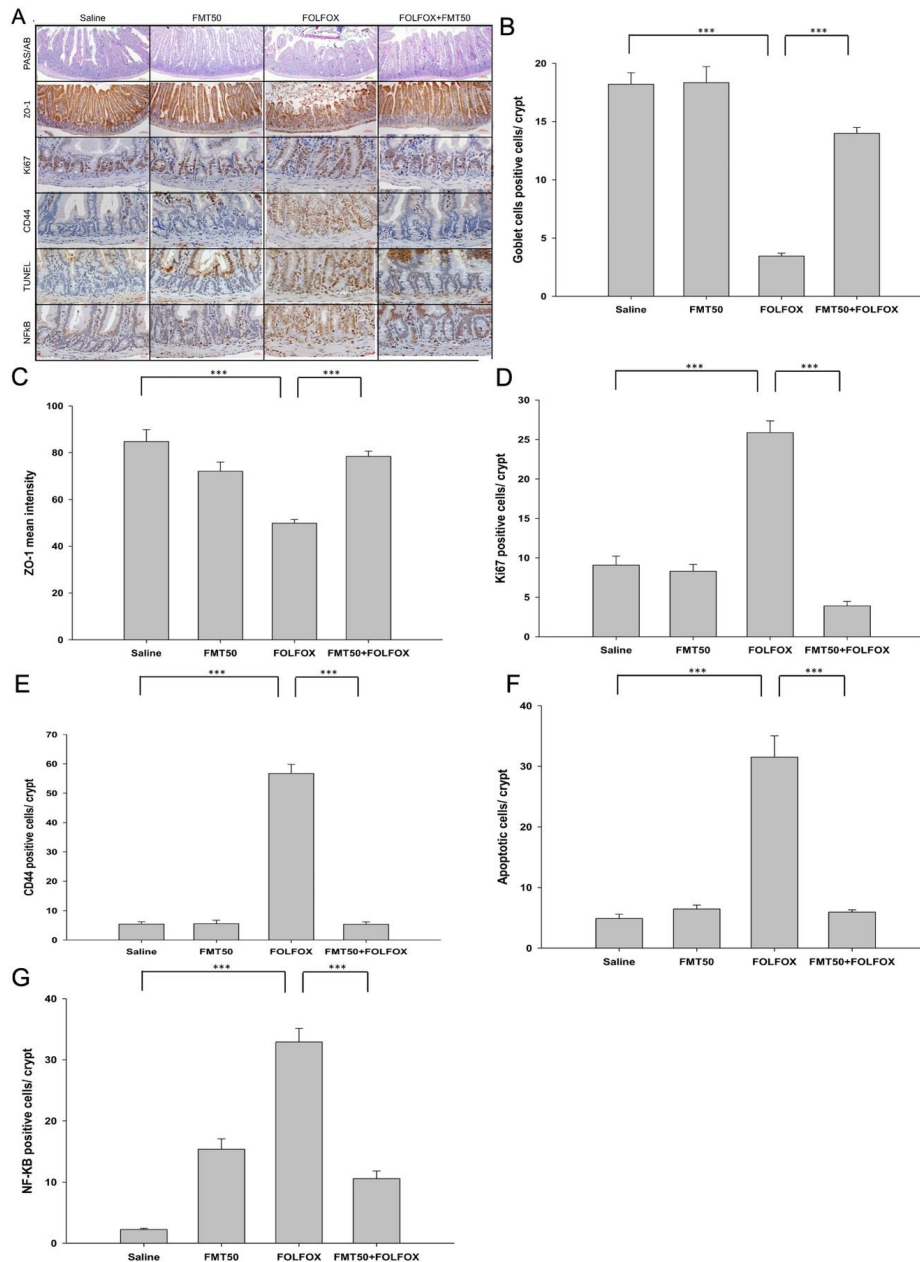 A
Saline FMT50 FOLFOX FOLFOX+FMT50
PAS/AB
ZO-1
Ki67
CD44
TUNEL
NFkB
B
*** ***
Goblet cells positive cells/ crypt
20
15
10
5
0
Saline FMT50 FOLFOX FMT50+FOLFOX
C
*** ***
ZO-1 mean intensity
100
80
60
40
20
0
Saline FMT50 FOLFOX FMT50+FOLFOX
D
*** ***
Ki67 positive cells/ crypt
30
25
20
15
10
5
0
Saline FMT50 FOLFOX FMT50+FOLFOX
E
*** ***
CD44 positive cells/ crypt
70
60
50
40
30
20
10
0
Saline FMT50 FOLFOX FMT50+FOLFOX
F
*** ***
Apoptotic cells/ crypt
40
30
20
10
0
Saline FMT50 FOLFOX FMT50+FOLFOX
G
*** ***
NF-KB positive cells/ crypt
40
30
20
10
0
Saline FMT50 FOLFOX FMT50+FOLFOX